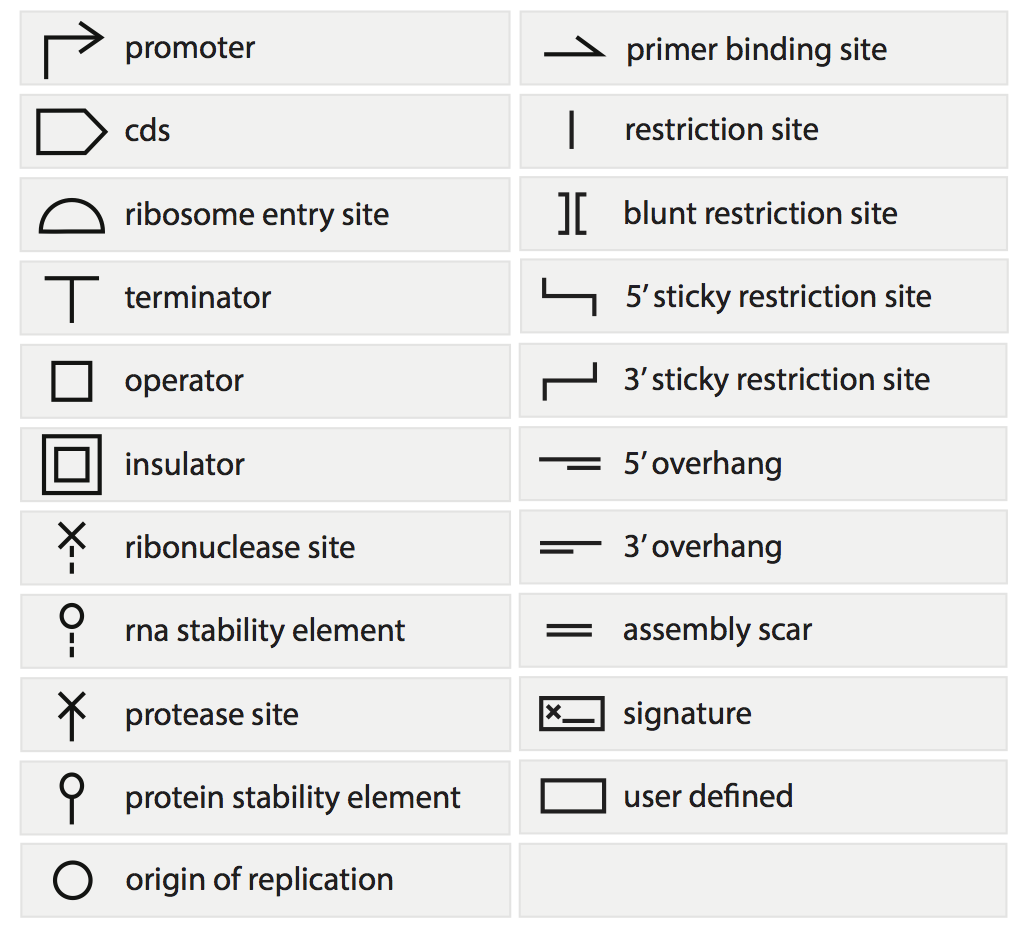 promoter
cds
ribosome entry site
terminator
operator
insulator
ribonuclease site
rna stability element
protease site
protein stability element
origin of replication
primer binding site
restriction site
blunt restriction site
5’ sticky restriction site
3’ sticky restriction site
5’ overhang
3’ overhang
assembly scar
signature
user defined